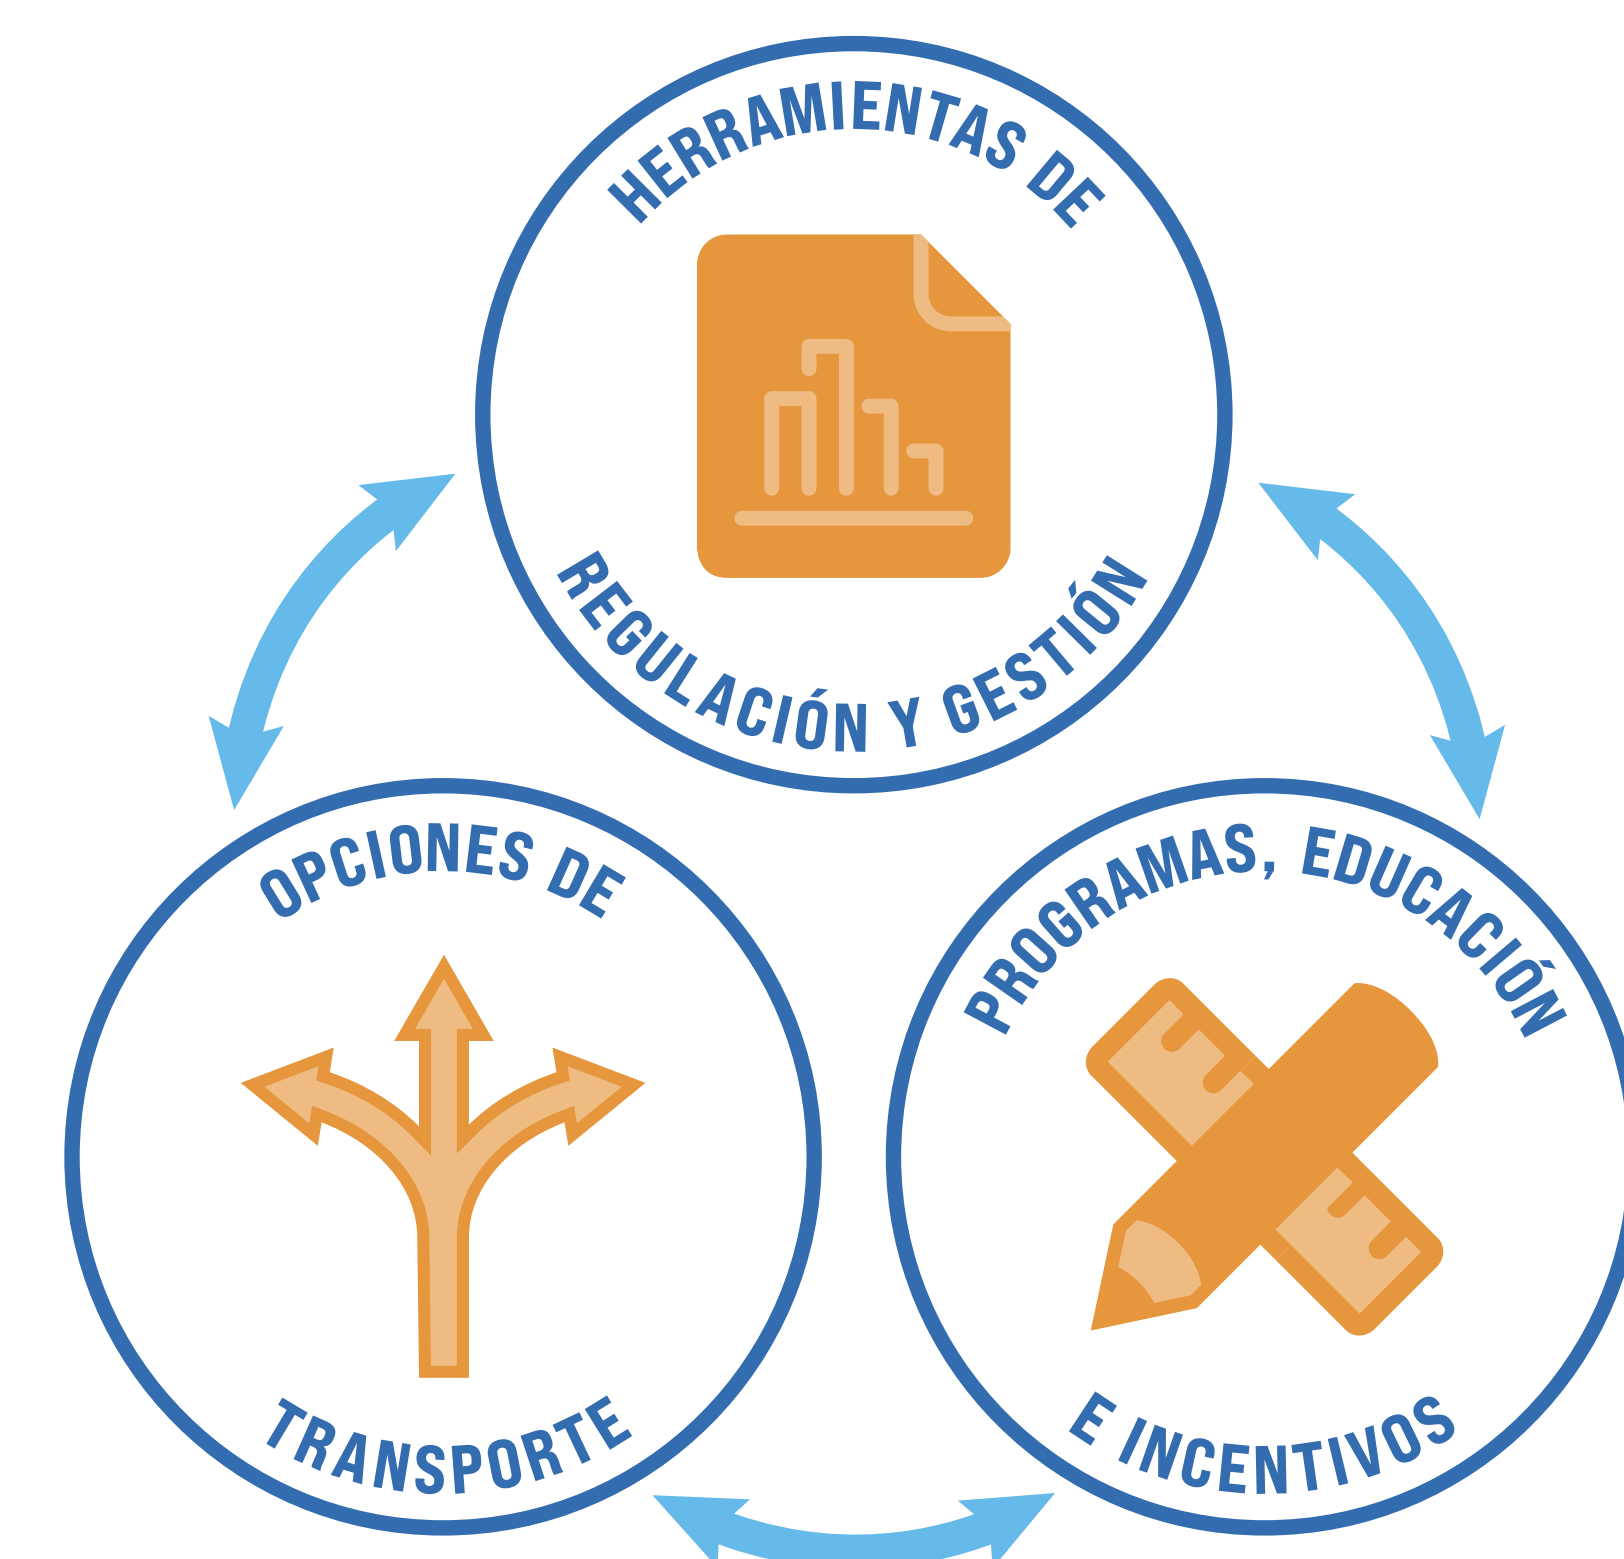 HERRAMIENTAS DE
REGULACIÓN Y GESTIÓN
OPCIONES DE
TRANSPORTE
PROGRAMAS, EDUCACIÓN
E INCENTIVOS